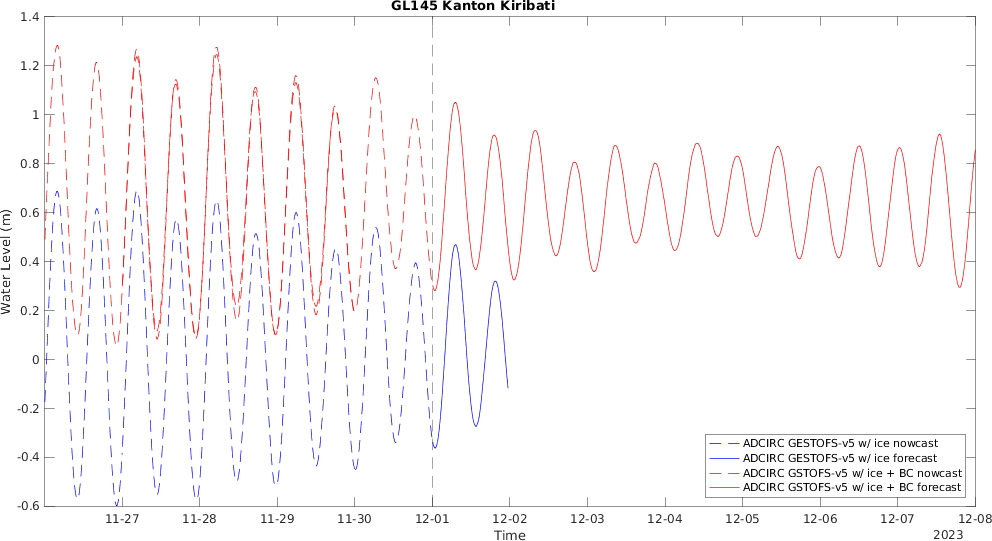 GL145 Kanton Kiribati
1.4
1.2
1
0.8
0.6
0.4
0.2
0
-0.2
-0.4
-0.6
Water Level (m)
ADCIRC GESTOFS-v5 w/ ice nowcast
ADCIRC GESTOFS-v5 w/ ice forecast
ADCIRC GSTOFS-v5 w/ ice + BC nowcast
ADCIRC GSTOFS-v5 w/ ice + BC forecast
11-27 11-28 11-29 11-30 12-01 12-02 12-03 12-04 12-05 12-06 12-07 12-08
Time
2023